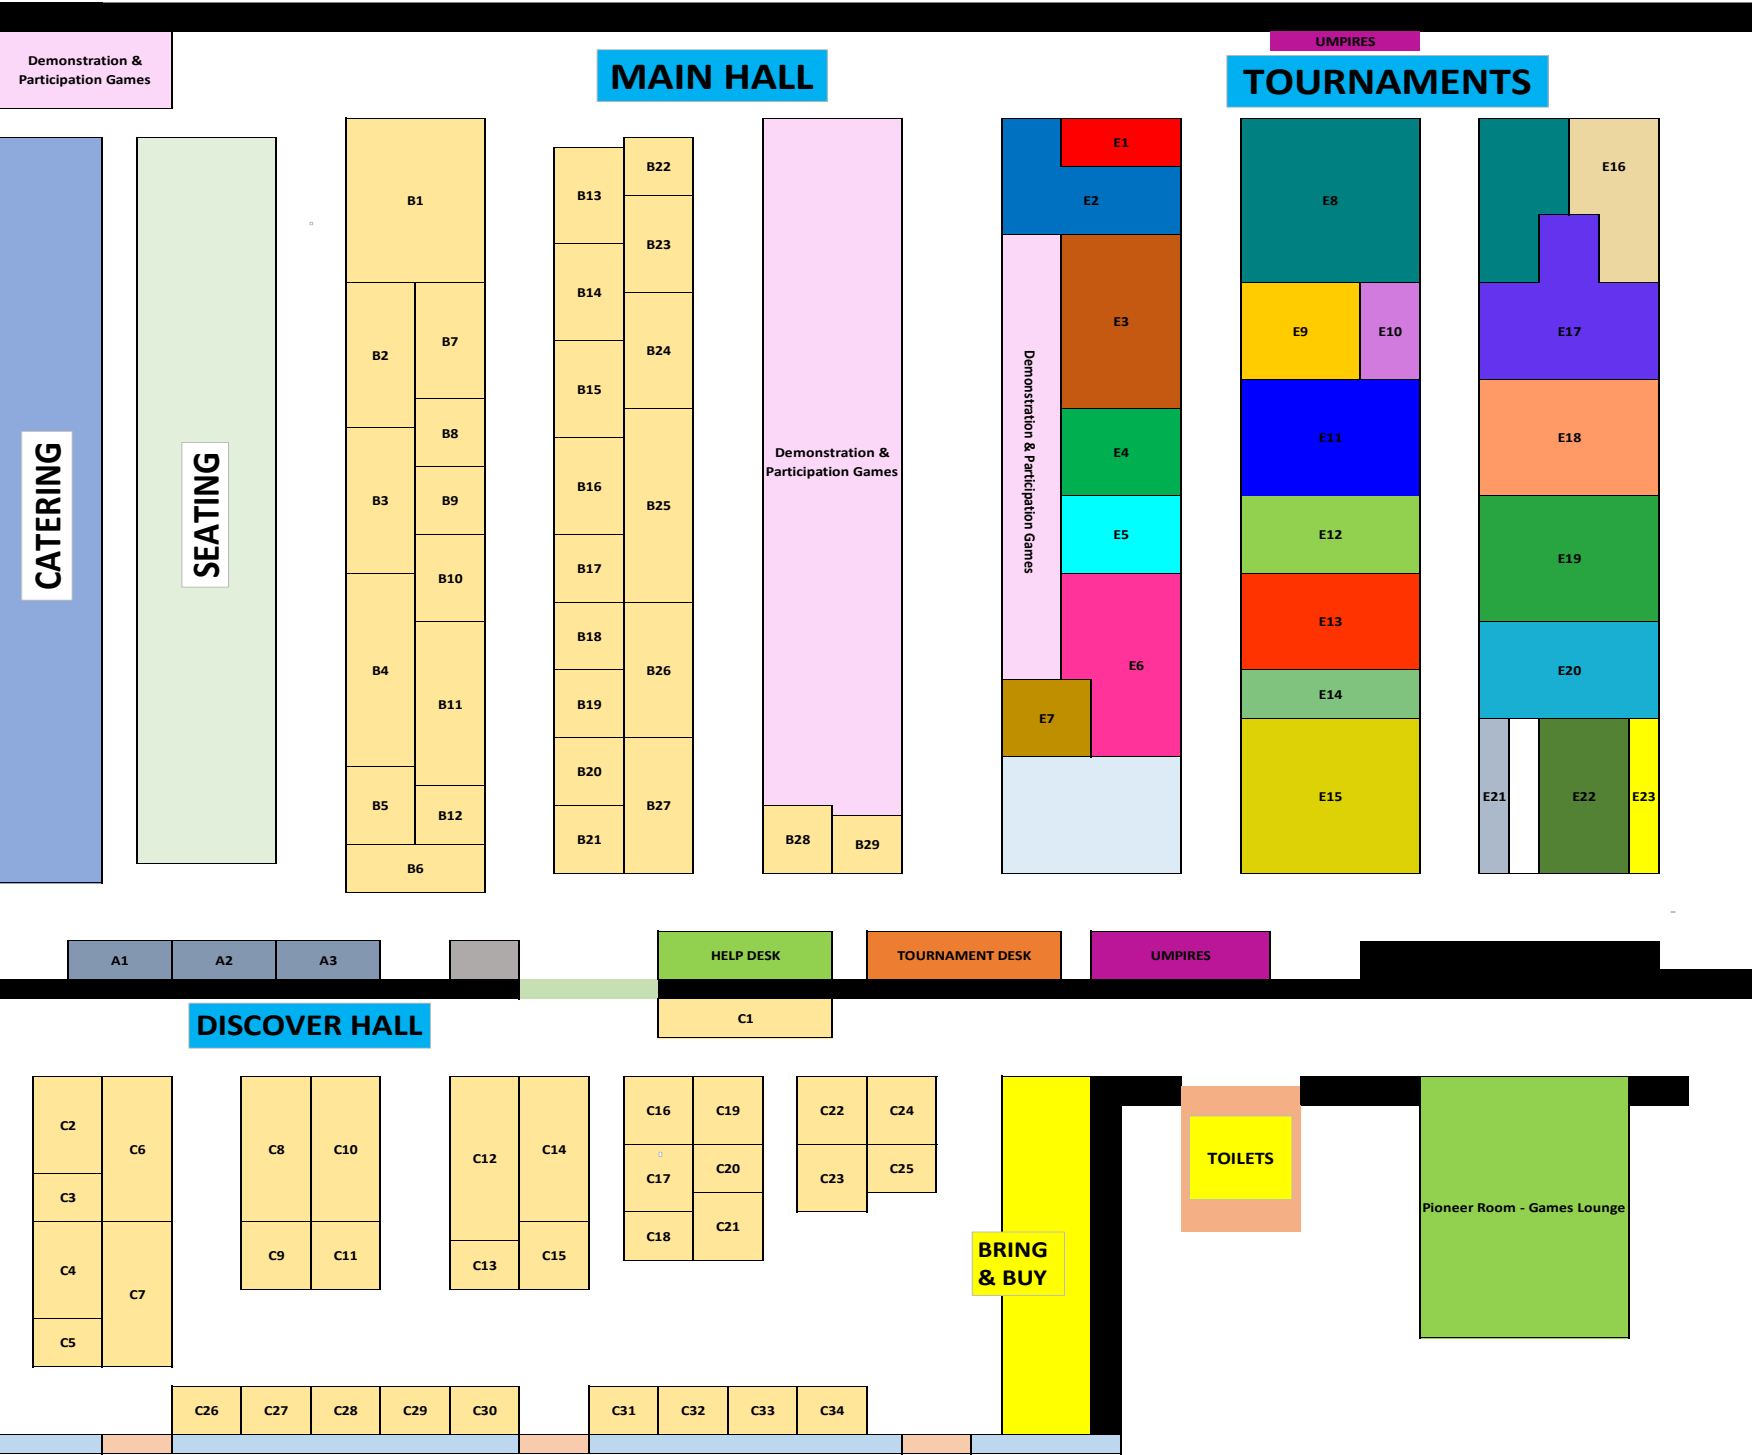 UMPIRES
Demonstration &
Participation Games
MAIN HALL
TOURNAMENTS
CATERING
SEATING
B1
B2
B7
B8
B3
B9
B10
B4
B11
B5
B12
B6
B13
B22
B23
B14
B24
B15
B16
B25
B17
B18
B26
B19
B20
B27
B21
Demonstration &
Participation Games
B28
B29
E1
E2
Demonstration & Participation Games
E3
E4
E5
E6
E7
E8
E9
E10
E11
E12
E13
E14
E15
E16
E17
E18
E19
E20
E21
E22
E23
A1
A2
A3
HELP DESK
TOURNAMENT DESK
UMPIRES
DISCOVER HALL
C1
C2
C6
C3
C4
C7
C5
C8
C10
C9
C11
C12
C14
C13
C15
C16
C19
C17
C20
C18
C21
C22
C24
C23
C25
BRING
& BUY
TOILETS
Pioneer Room - Games Lounge
C26
C27
C28
C29
C30
C31
C32
C33
C34